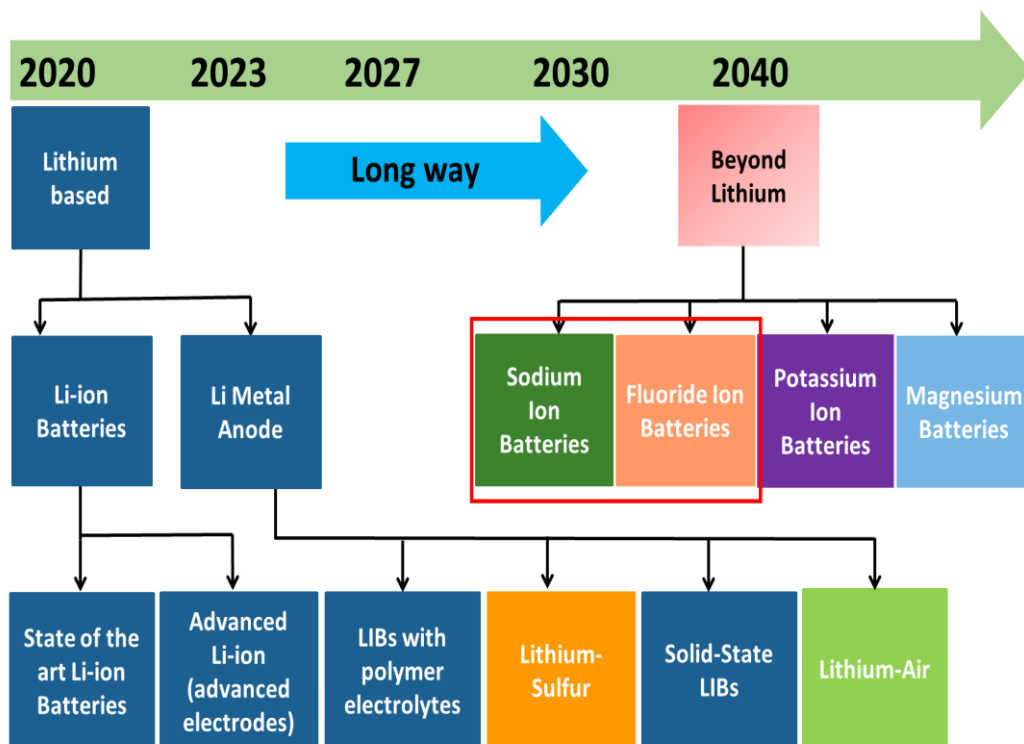 2020 2023 2027 2030 2040
Lithium
based
Long way
Beyond
Lithium
Li-ion
Batteries
Li Metal
Anode
Sodium
Ion
Batteries
Fluoride Ion
Batteries
Potassium
Ion
Batteries
Magnesium
Batteries
State of the
art Li-ion
Batteries
Advanced
Li-ion
(advanced
electrodes)
LIBs with
polymer
electrolytes
Lithium-
Sulfur
Solid-State
LIBs
Lithium-Air